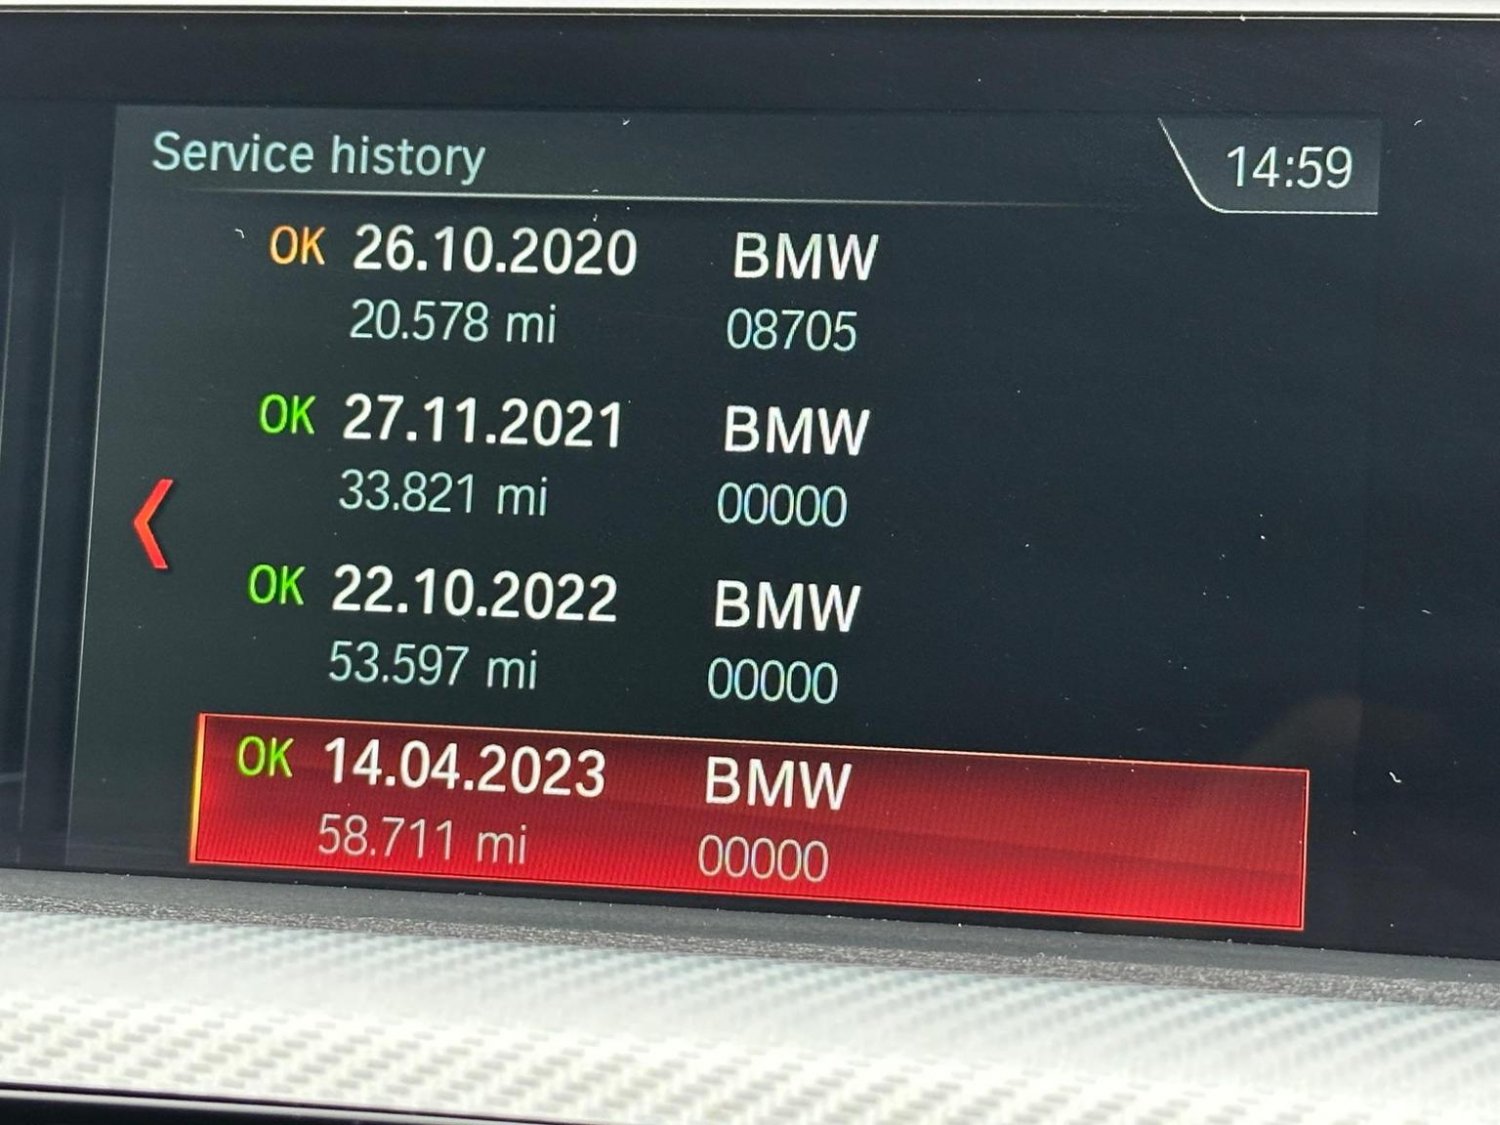 Service history
14:59
OK 26.10.2020 BMW
20.578 mi 08705
OK 27.11.2021 BMW
33.821 mi 00000
OK 22.10.2022 BMW
53.597 mi 00000
OK 14.04.2023 BMW
58.711 mi 00000